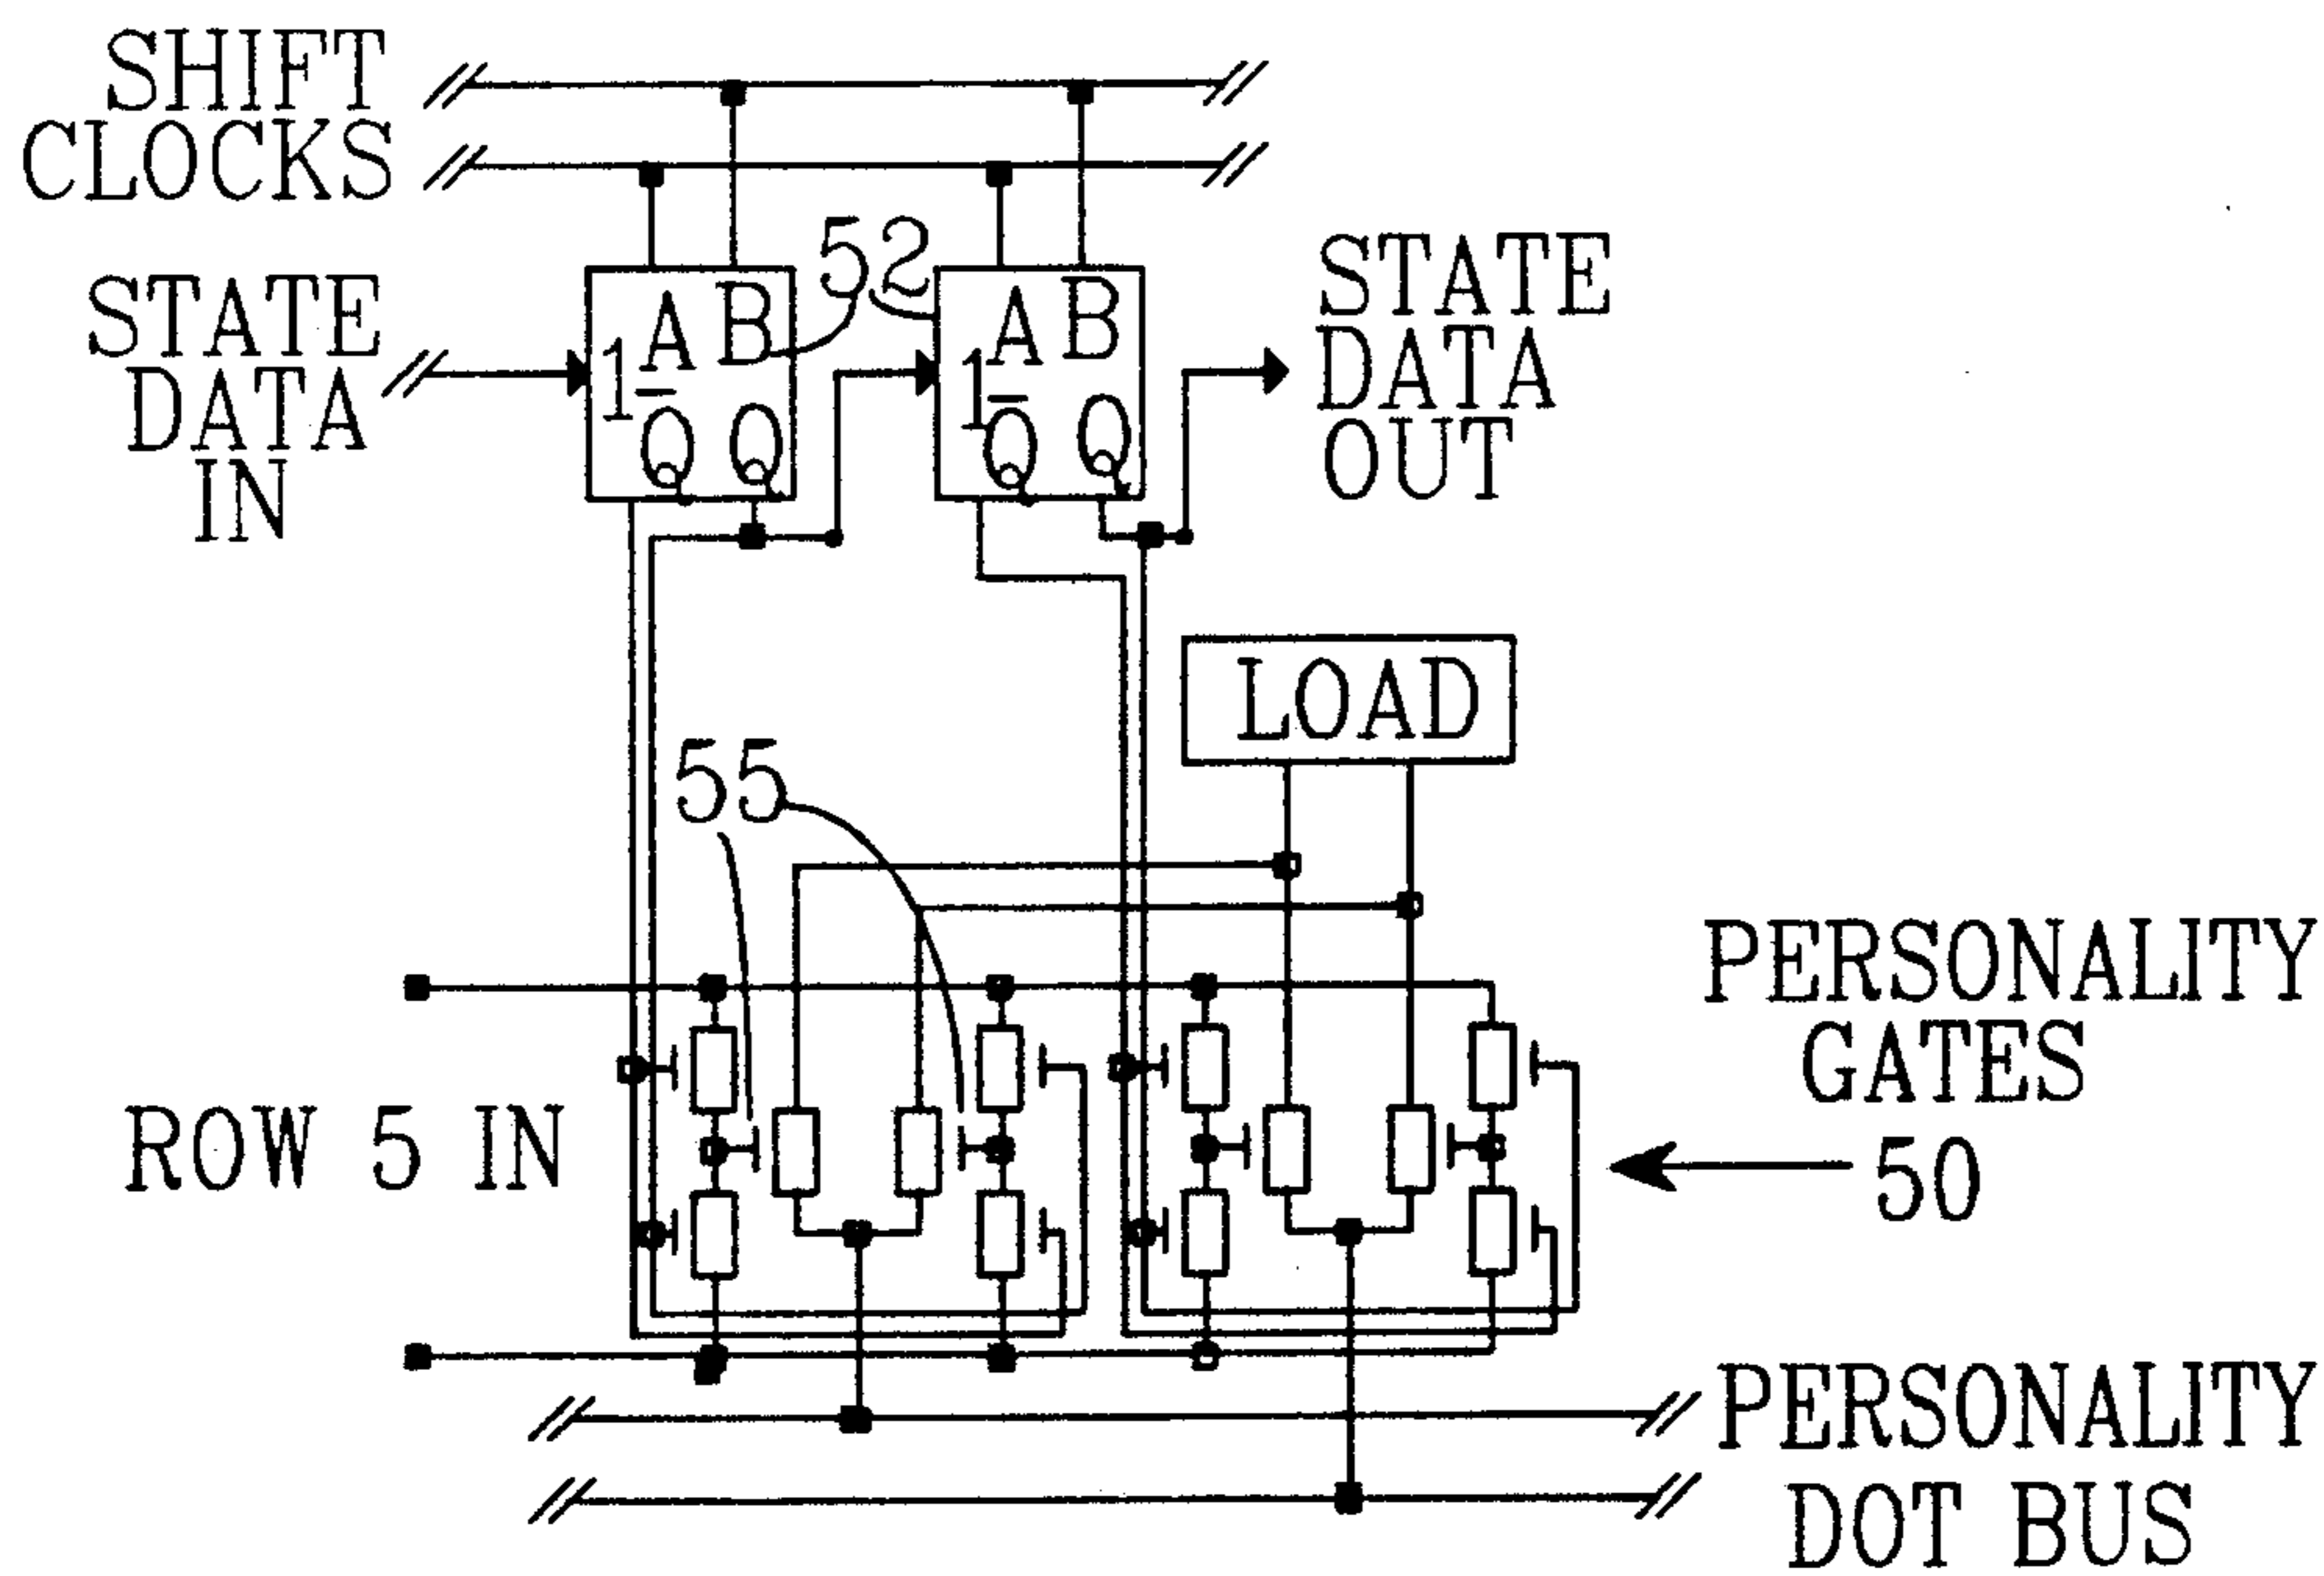 SHIFT
CLOCKS
STATE
DATA
IN
A B
1
Q̅ Q
52
A B
1
Q̅ Q
STATE
DATA
OUT
LOAD
55
PERSONALITY
GATES
50
ROW 5 IN
PERSONALITY
DOT BUS